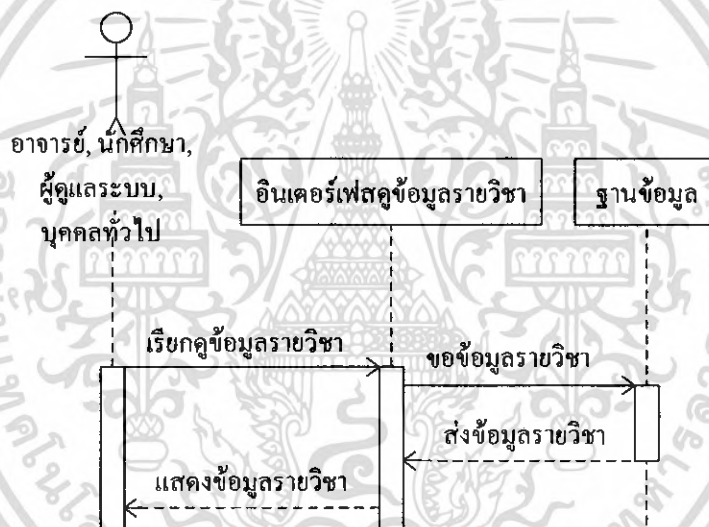 อาจารย์, นักศึกษา,
ผู้ดูแลระบบ,
บุคคลทั่วไป
อินเตอร์เฟสดูข้อมูลรายวิชา
ฐานข้อมูล
เรียกดูข้อมูลรายวิชา
ขอข้อมูลรายวิชา
ส่งข้อมูลรายวิชา
แสดงข้อมูลรายวิชา